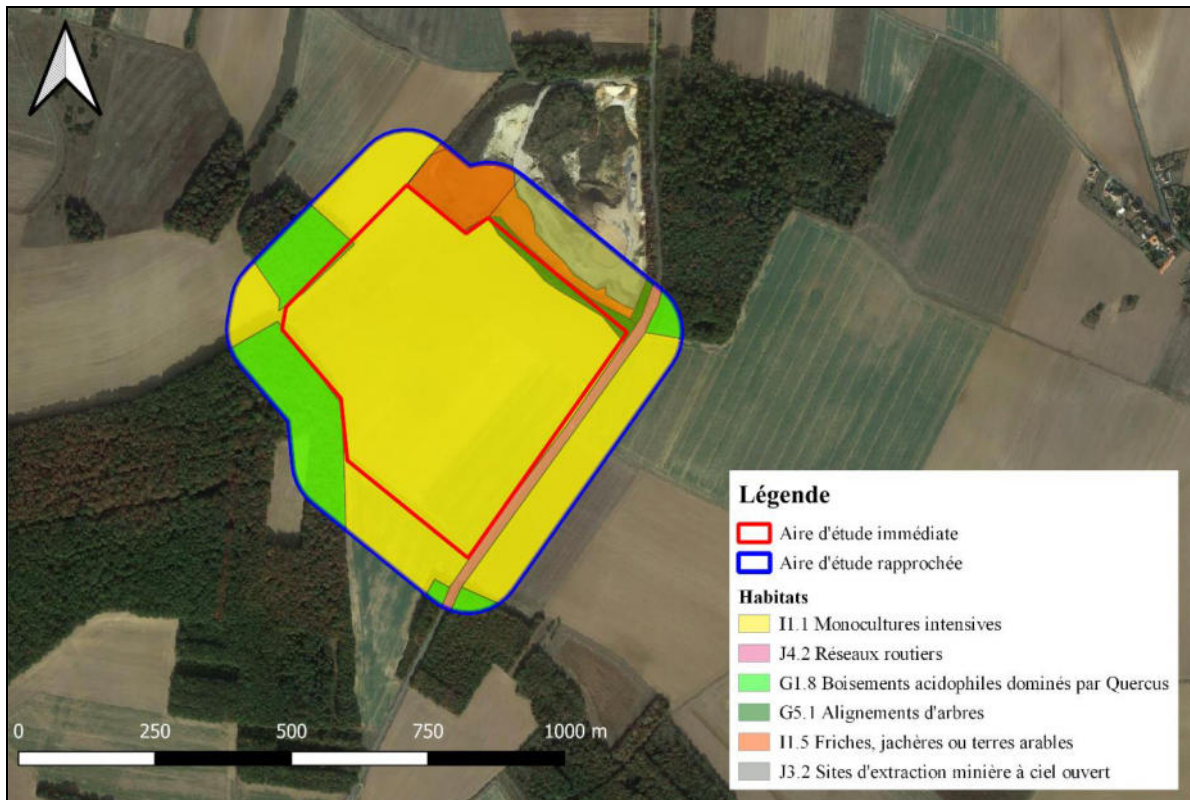 Légende
Aire d'étude immédiate
Aire d'étude rapprochée
Habitats
I1.1 Monocultures intensives
J4.2 Réseaux routiers
G1.8 Boisements acidophiles dominés par Quercus
G5.1 Alignements d'arbres
I1.5 Friches, jachères ou terres arables
J3.2 Sites d'extraction minière à ciel ouvert
0 250 500 750 1000 m